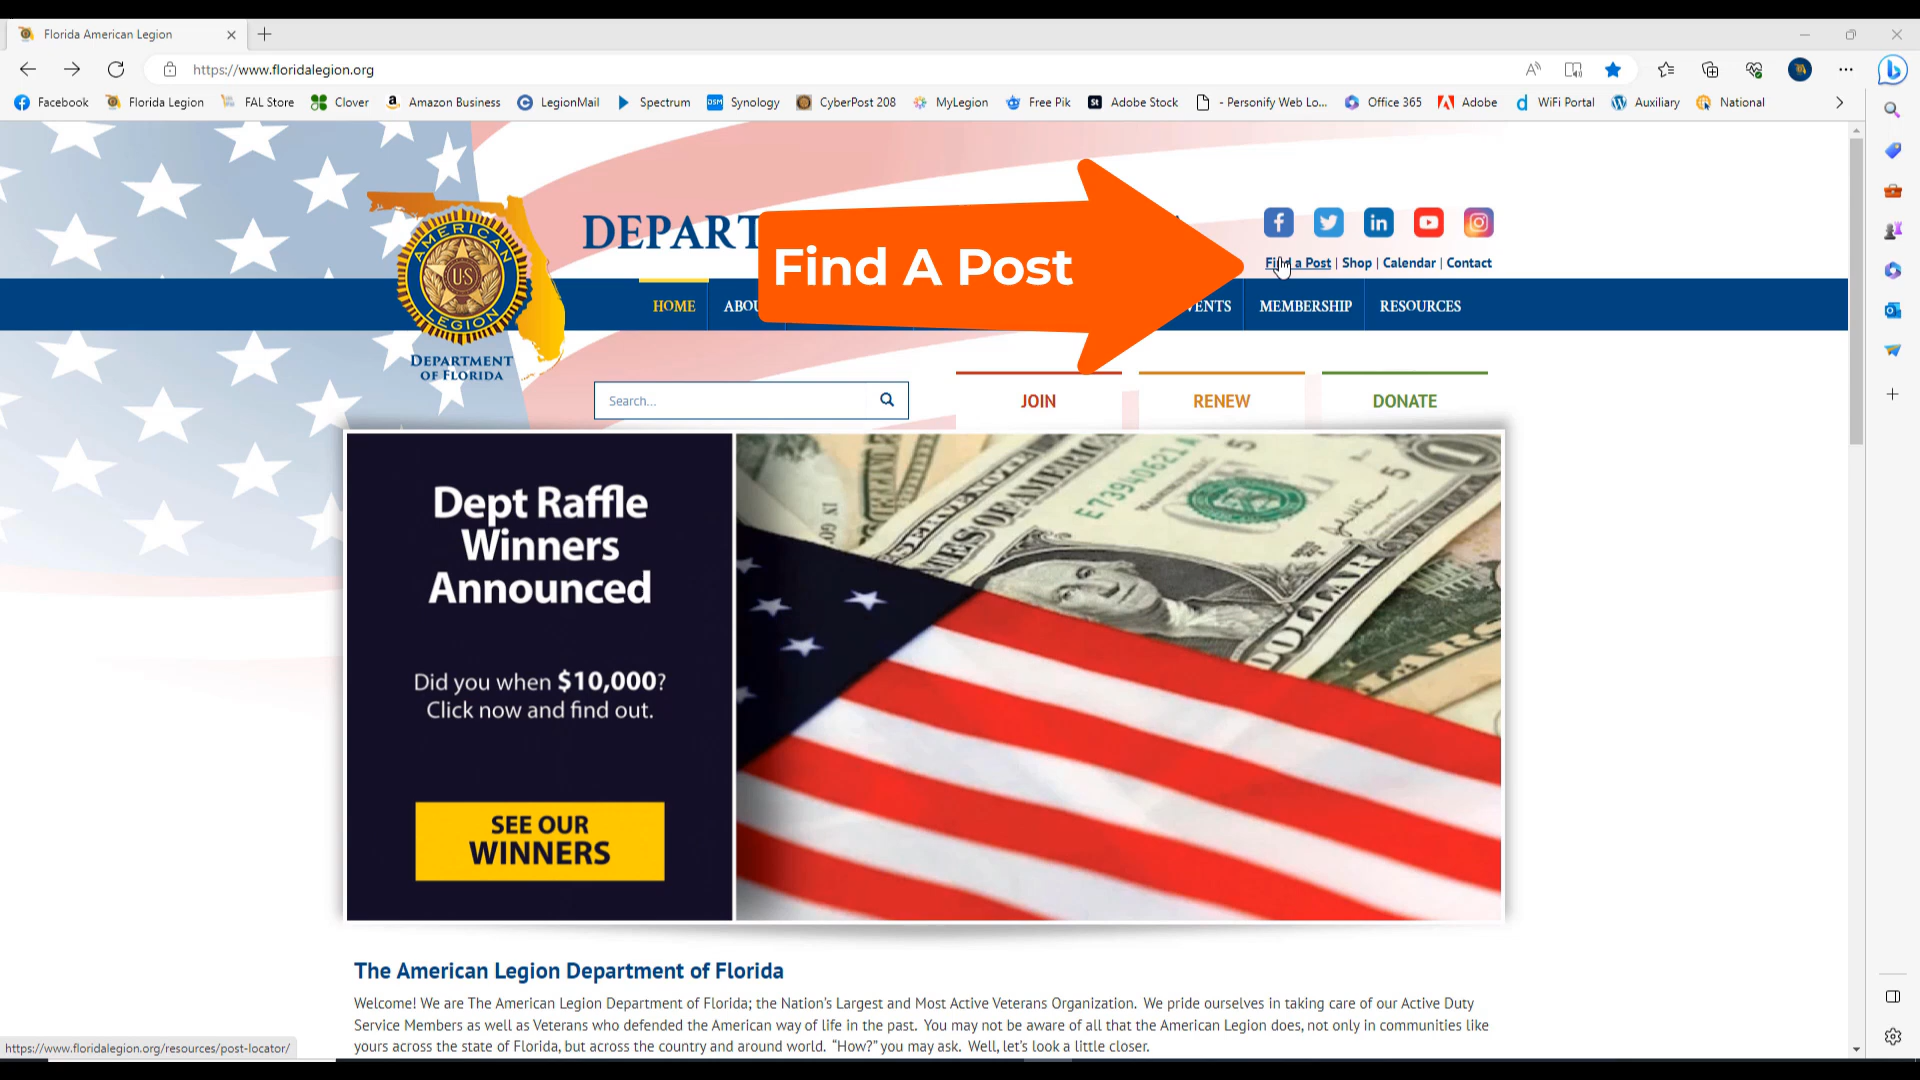 Florida American Legion
https://www.floridalegion.org
Facebook
Florida Legion
FAL Store
Clover
Amazon Business
LegionMail
Spectrum
Synology
CyberPost 208
MyLegion
Free Pik
Adobe Stock
- Personify Web Lo...
Office 365
Adobe
WiFi Portal
Auxiliary
National
AMERICAN
US
LEGION
DEPARTMENT
OF FLORIDA
DEPART
Find A Post
Find a Post | Shop | Calendar | Contact
HOME
ABOU
VENTS
MEMBERSHIP
RESOURCES
Search...
JOIN
RENEW
DONATE
Dept Raffle
Winners
Announced
Did you when $10,000?
Click now and find out.
SEE OUR
WINNERS
E73940621A
DOLLAR
The American Legion Department of Florida
Welcome! We are The American Legion Department of Florida; the Nation's Largest and Most Active Veterans Organization. We pride ourselves in taking care of our Active Duty
Service Members as well as Veterans who defended the American way of life in the past. You may not be aware of all that the American Legion does, not only in communities like
yours across the state of Florida, but across the country and around world. “How?” you may ask. Well, let's look a little closer.
https://www.floridalegion.org/resources/post-locator/